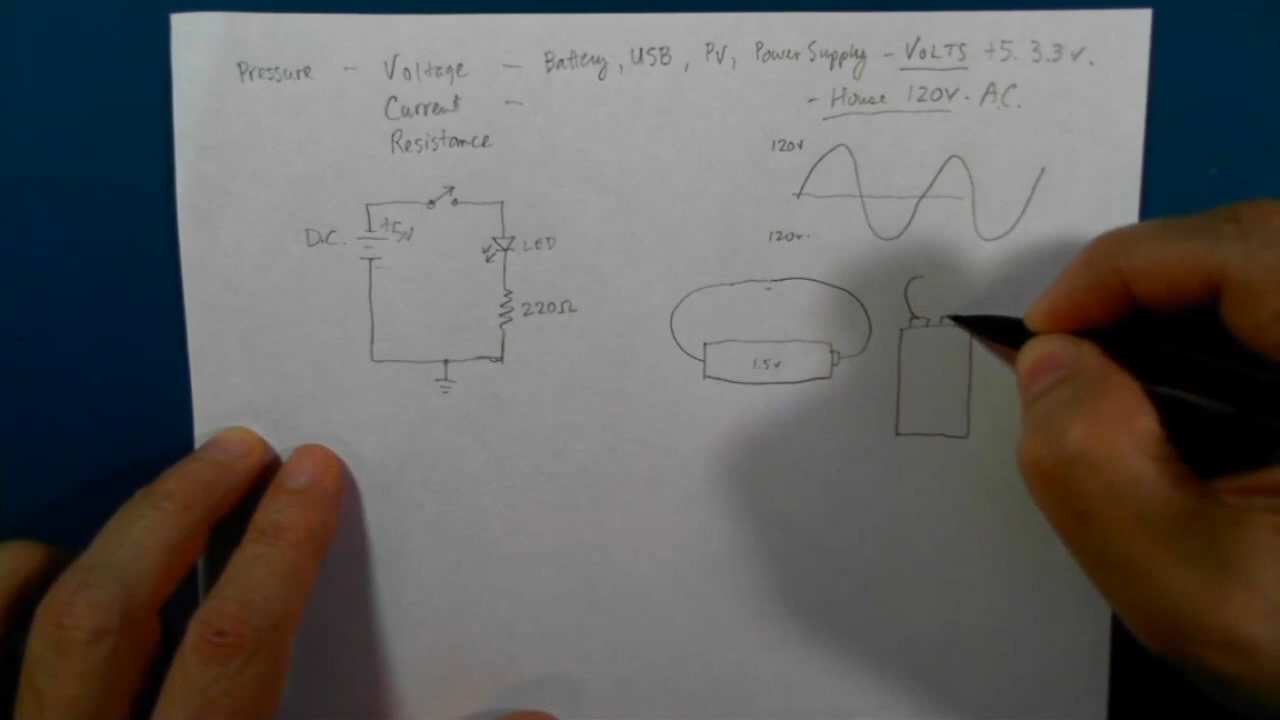 Pressure - Voltage - Battery, USB, PV, Power Supply - VOLTS +5. 3.3v.
Current - - House 120v. A.C.
Resistance
120v
120v.
D.C. +5v
LED
220Ω
1.5v